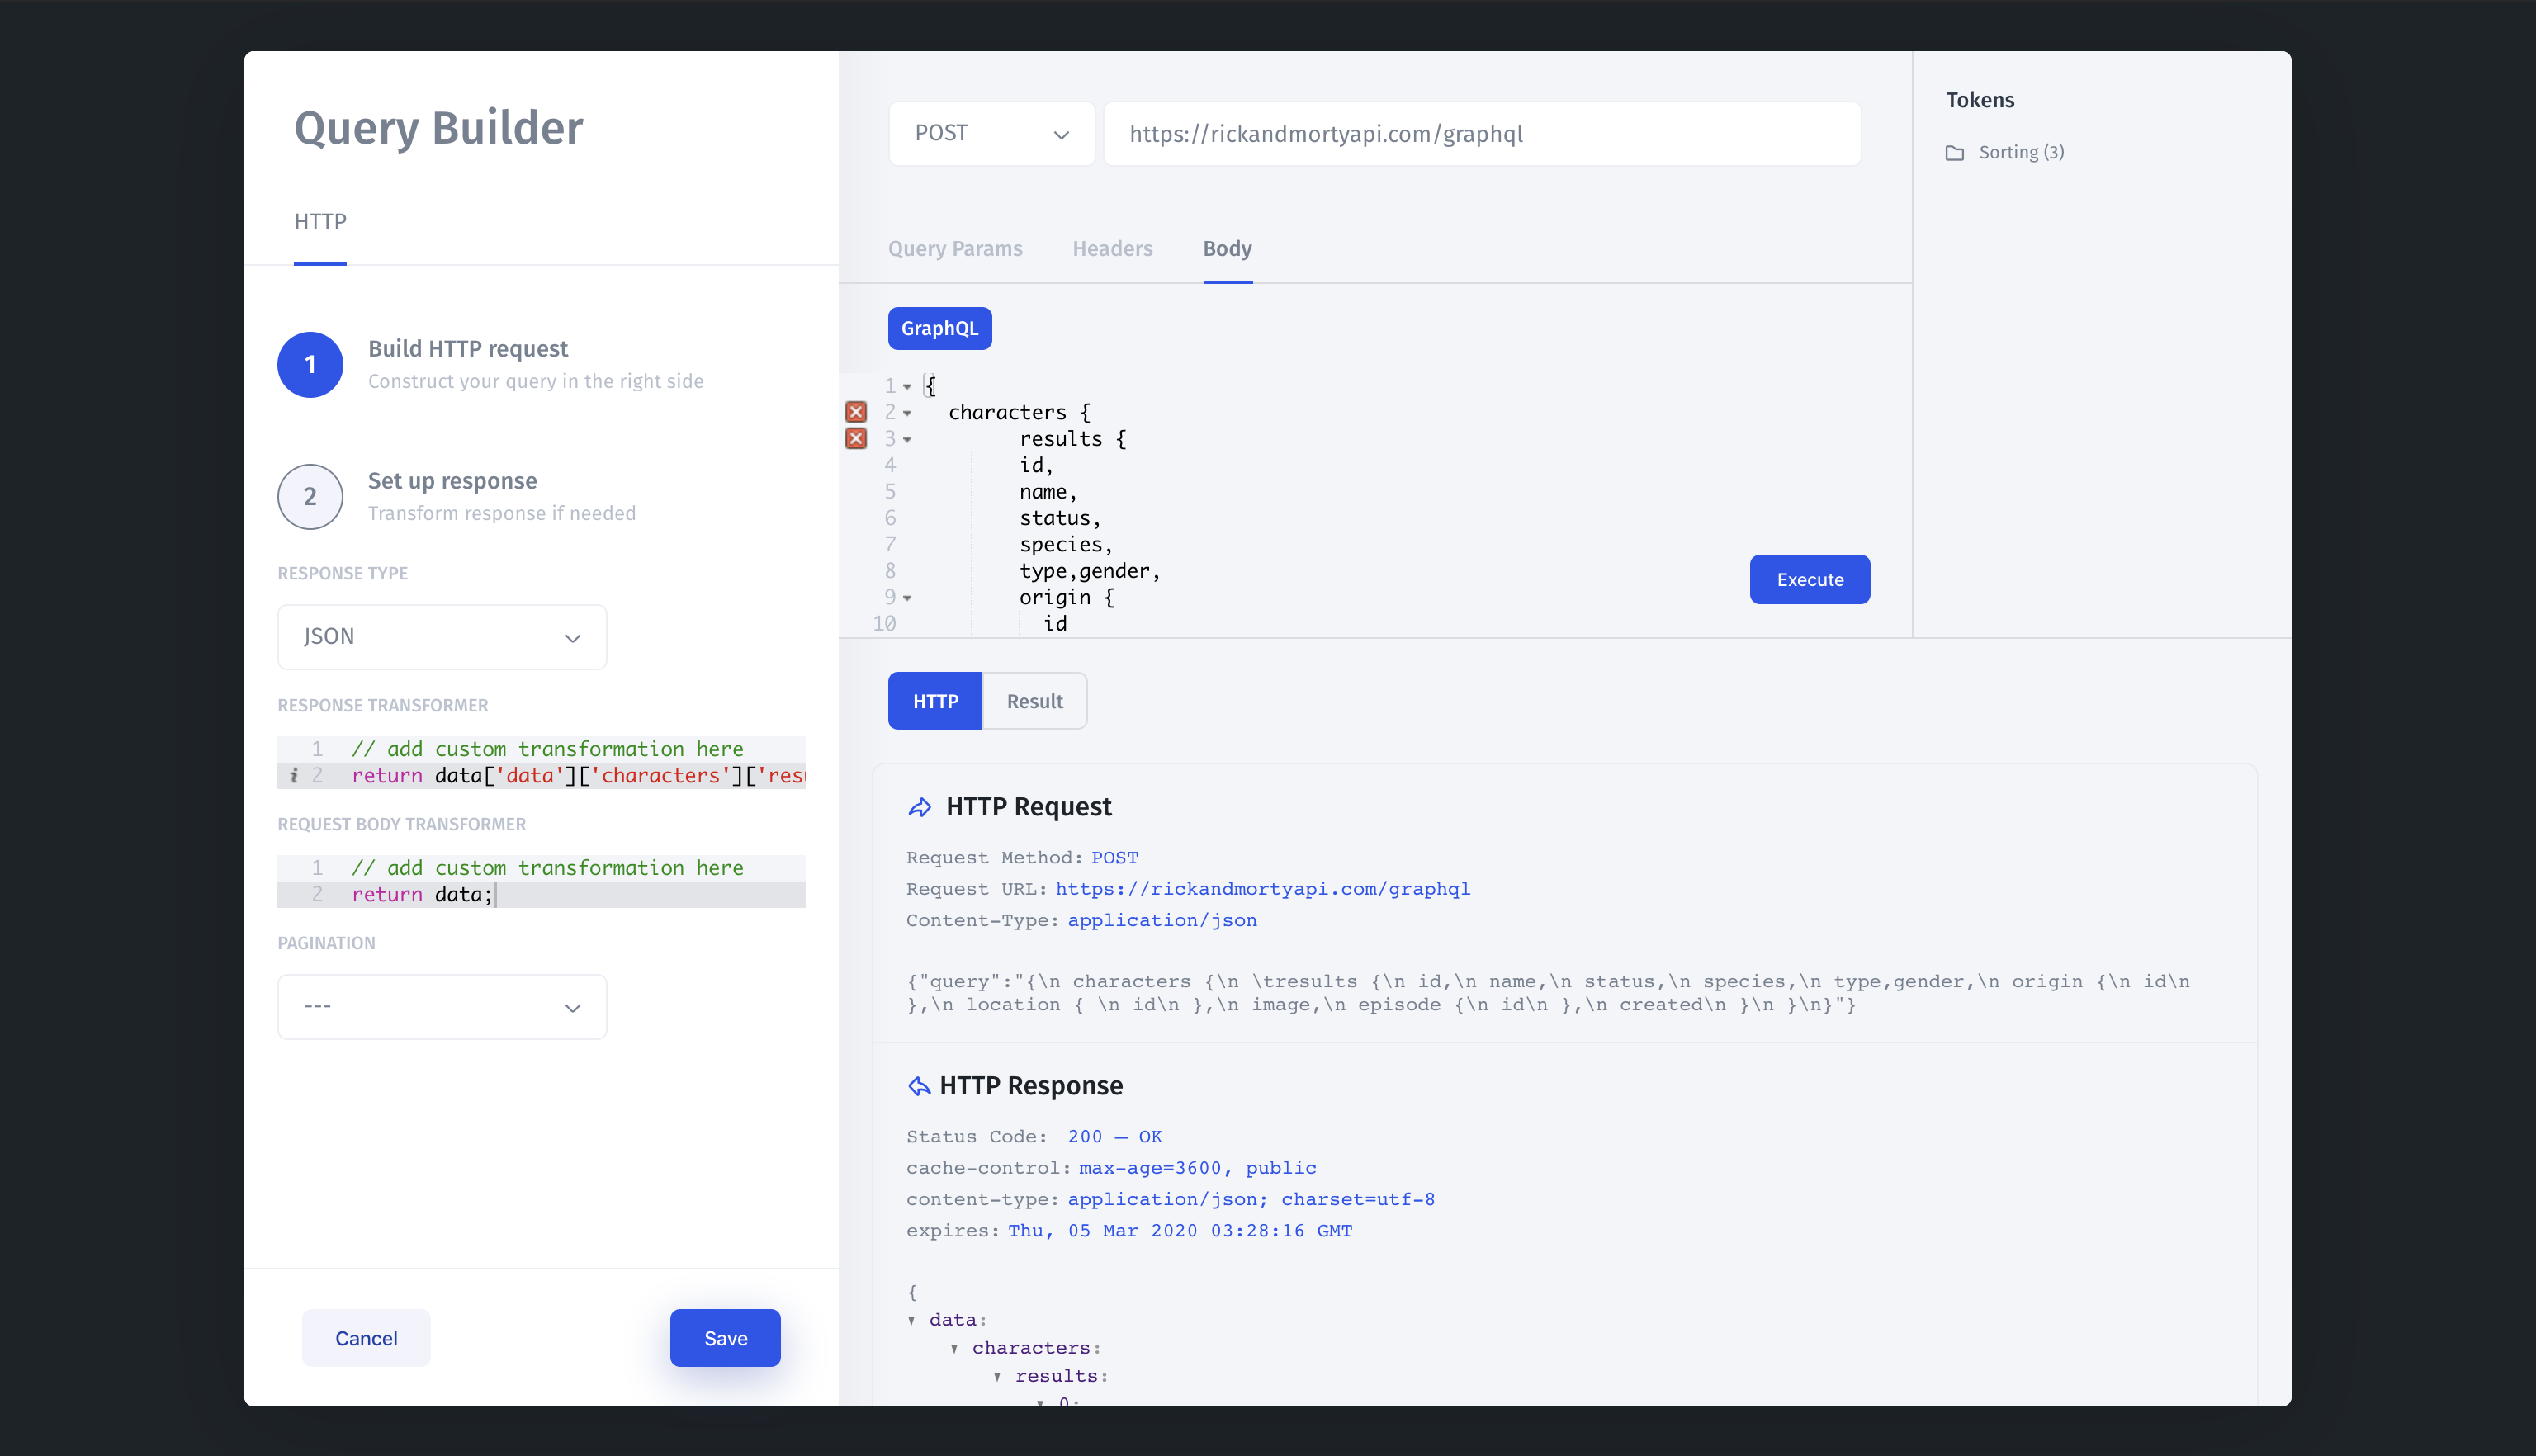 Query Builder
HTTP
1
Build HTTP request
Construct your query in the right side
2
Set up response
Transform response if needed
RESPONSE TYPE
JSON
RESPONSE TRANSFORMER
1 // add custom transformation here
i 2 return data['data']['characters']['resu
REQUEST BODY TRANSFORMER
1 // add custom transformation here
2 return data;
PAGINATION
---
Cancel
Save
POST
https://rickandmortyapi.com/graphql
Query Params Headers Body
GraphQL
1 {
2 characters {
3 results {
4 id,
5 name,
6 status,
7 species,
8 type,gender,
9 origin {
10 id
Execute
Tokens
Sorting (3)
HTTP Result
HTTP Request
Request Method: POST
Request URL: https://rickandmortyapi.com/graphql
Content-Type: application/json
{"query":"{\n characters {\n \tresults {\n id,\n name,\n status,\n species,\n type,gender,\n origin {\n id\n
},\n location { \n id\n },\n image,\n episode {\n id\n },\n created\n }\n }\n}"}
HTTP Response
Status Code: 200 — OK
cache-control: max-age=3600, public
content-type: application/json; charset=utf-8
expires: Thu, 05 Mar 2020 03:28:16 GMT
{
data:
characters:
results:
0: